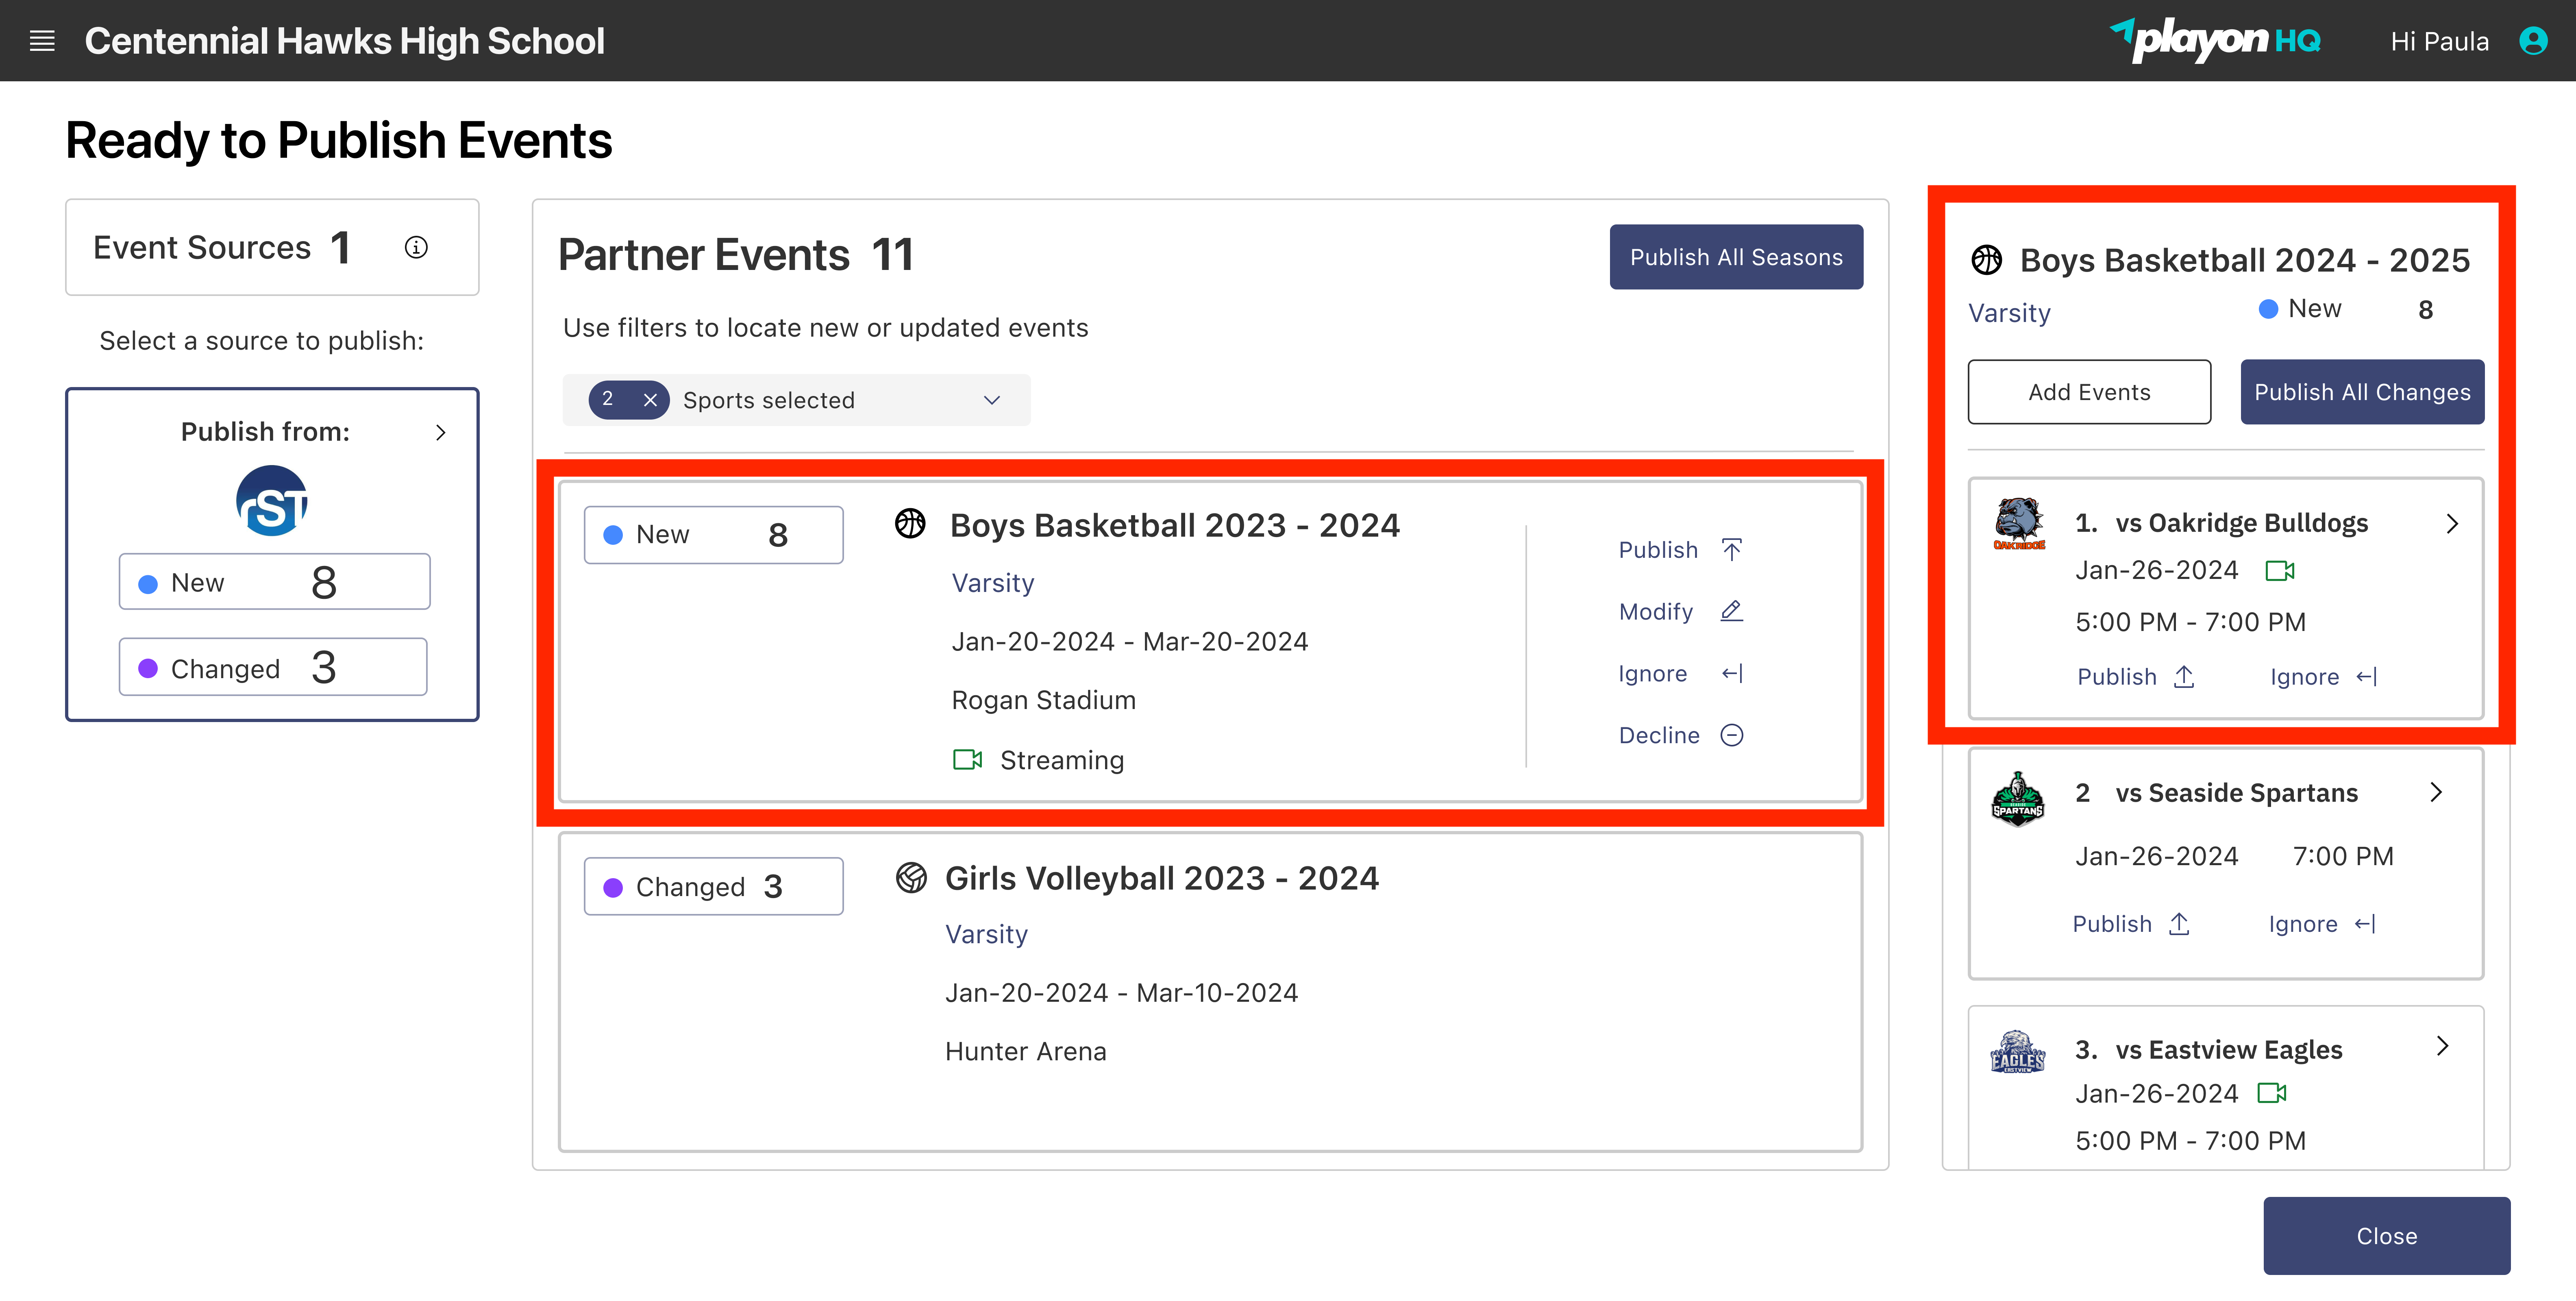 Centennial Hawks High School
playon HQ
Hi Paula
Ready to Publish Events
Event Sources 1
Select a source to publish:
Publish from:
rST
New 8
Changed 3
Partner Events 11
Publish All Seasons
Use filters to locate new or updated events
2 Sports selected
New 8
Boys Basketball 2023 - 2024
Varsity
Jan-20-2024 - Mar-20-2024
Rogan Stadium
Streaming
Publish
Modify
Ignore
Decline
Changed 3
Girls Volleyball 2023 - 2024
Varsity
Jan-20-2024 - Mar-10-2024
Hunter Arena
Boys Basketball 2024 - 2025
Varsity New 8
Add Events Publish All Changes
OAKRIDGE
1. vs Oakridge Bulldogs
Jan-26-2024
5:00 PM - 7:00 PM
Publish Ignore
SPARTANS
2 vs Seaside Spartans
Jan-26-2024 7:00 PM
Publish Ignore
EAGLES
EASTVIEW
3. vs Eastview Eagles
Jan-26-2024
5:00 PM - 7:00 PM
Close